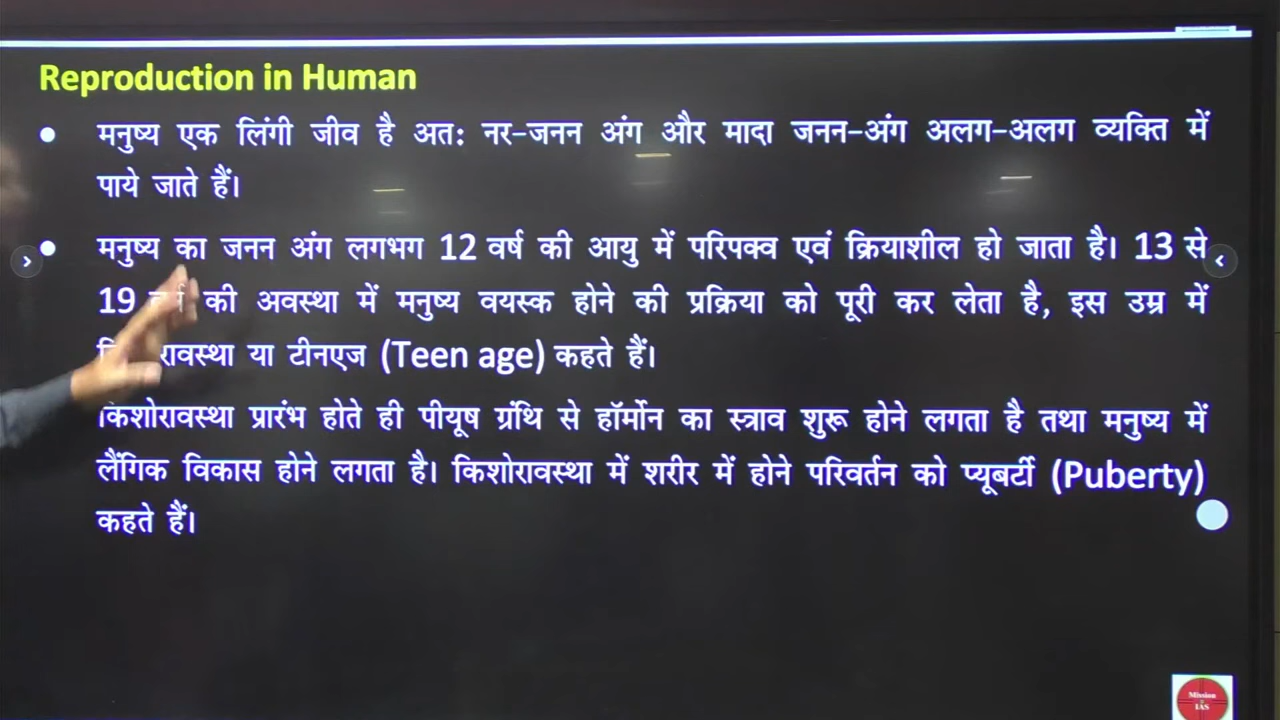 Reproduction in Human
● मनुष्य एक लिंगी जीव है अतः नर-जनन अंग और मादा जनन-अंग अलग-अलग व्यक्ति में
पाये जाते हैं।
● मनुष्य का जनन अंग लगभग 12 वर्ष की आयु में परिपक्व एवं क्रियाशील हो जाता है। 13 से
19 की अवस्था में मनुष्य वयस्क होने की प्रक्रिया को पूरी कर लेता है, इस उम्र में
या टीनएज (Teen age) कहते हैं।
किशोरावस्था प्रारंभ होते ही पीयूष ग्रंथि से हॉर्मोन का स्त्राव शुरू होने लगता है तथा मनुष्य में
लैंगिक विकास होने लगता है। किशोरावस्था में शरीर में होने परिवर्तन को प्यूबर्टी (Puberty)
कहते हैं।
Mission
IAS